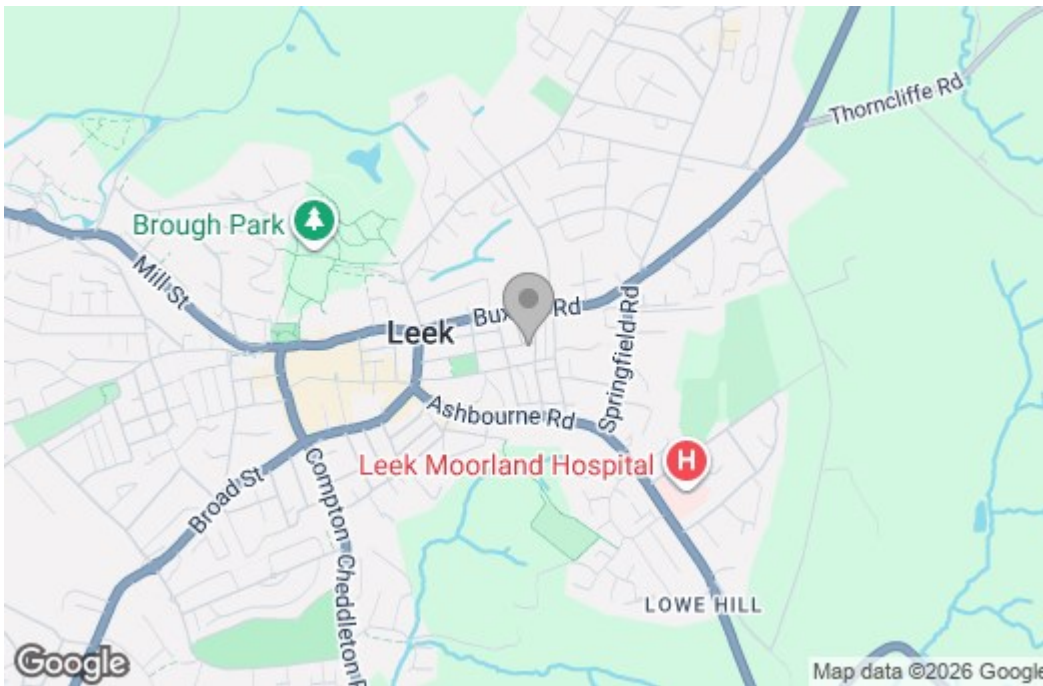 Thorncliffe Rd
Brough Park
Mill St
Leek
Rd
Springfield Rd
Ashbourne Rd
Leek Moorland Hospital
H
Broad St
Compton
Cheddleton
LOWE HILL
Google
Map data ©2026 Google